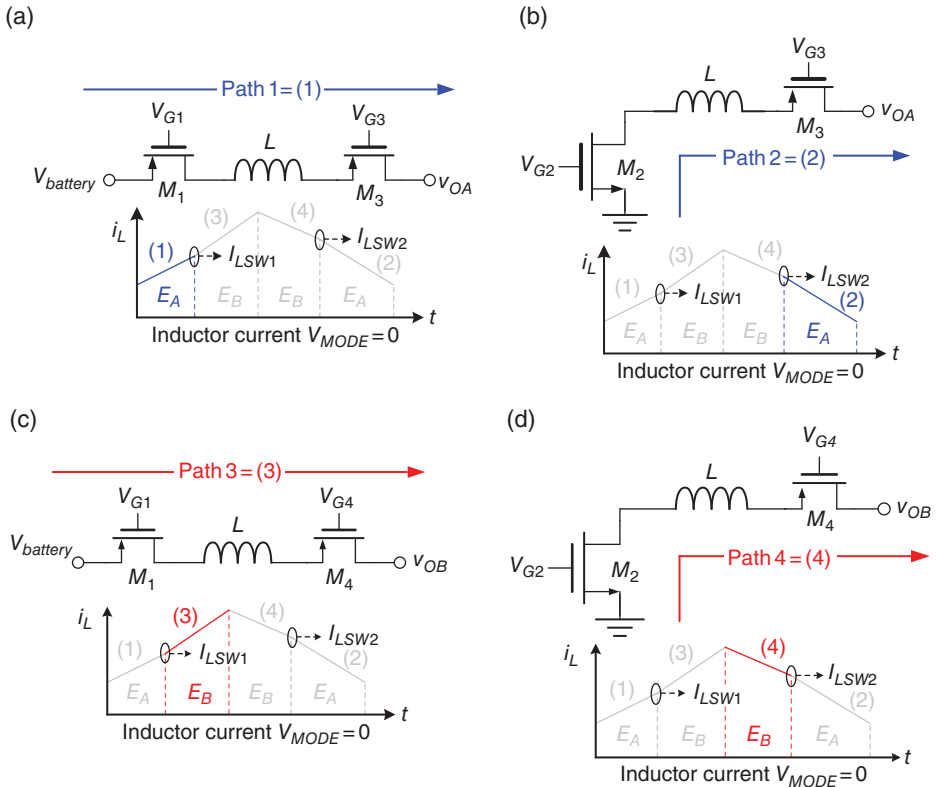 (a)
Path 1 = (1)
V_G1
V_G3
L
V_battery
M_1
M_3
v_OA
i_L
(1)
(3)
(4)
(2)
I_LSW1
I_LSW2
E_A
E_B
E_B
E_A
t
Inductor current V_MODE = 0
(b)
V_G3
L
M_3
v_OA
V_G2
M_2
Path 2 = (2)
i_L
(1)
(3)
(4)
(2)
I_LSW1
I_LSW2
E_A
E_B
E_B
E_A
t
Inductor current V_MODE = 0
(c)
Path 3 = (3)
V_G1
V_G4
L
V_battery
M_1
M_4
v_OB
i_L
(1)
(3)
(4)
(2)
I_LSW1
I_LSW2
E_A
E_B
E_B
E_A
t
Inductor current V_MODE = 0
(d)
V_G4
L
M_4
v_OB
V_G2
M_2
Path 4 = (4)
i_L
(1)
(3)
(4)
(2)
I_LSW1
I_LSW2
E_A
E_B
E_B
E_A
t
Inductor current V_MODE = 0